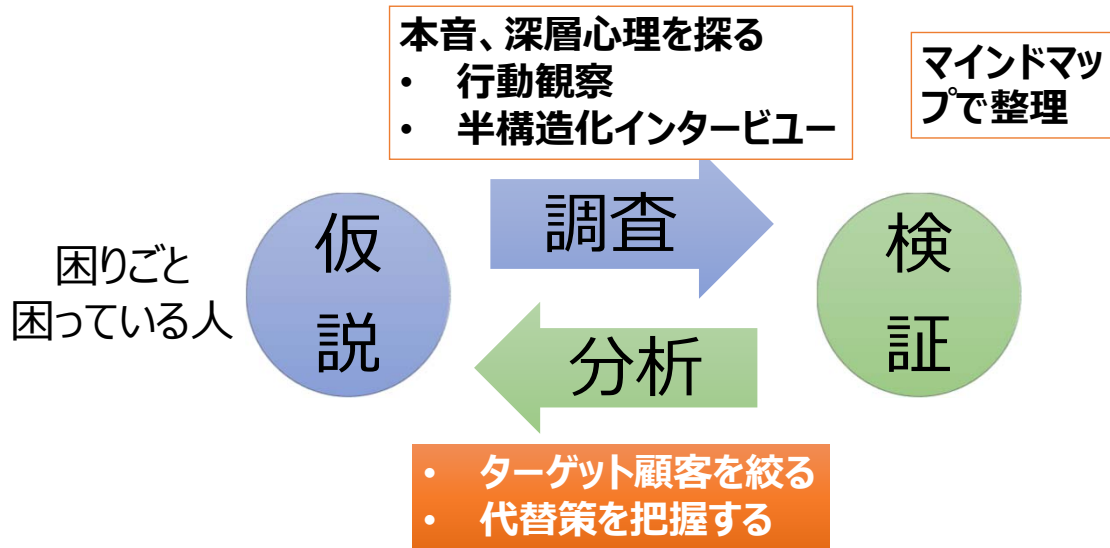 本音、深層心理を探る
• 行動観察
• 半構造化インタービユー
マインドマッ
プで整理
困りごと
困っている人
仮
説
調査
検
証
分析
• ターゲット顧客を絞る
• 代替策を把握する